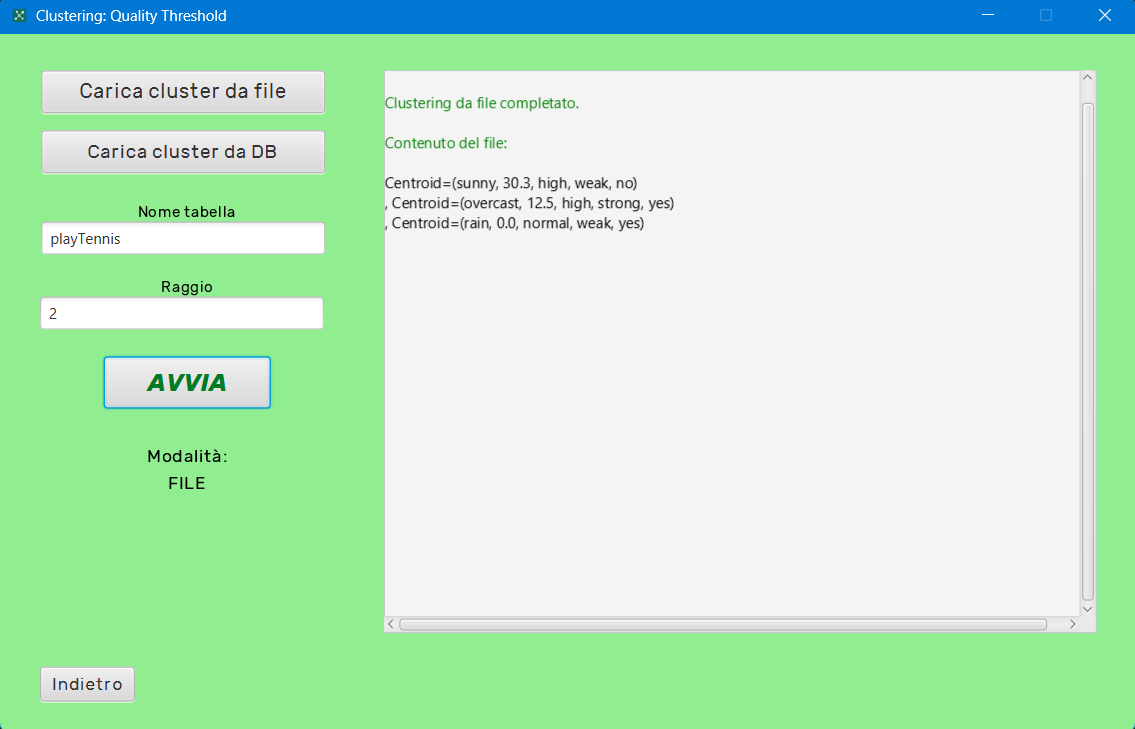 Clustering: Quality Threshold
Carica cluster da file
Carica cluster da DB
Nome tabella
playTennis
Raggio
2
AVVIA
Modalità:
FILE
Indietro
Clustering da file completato.
Contenuto del file:
Centroid=(sunny, 30.3, high, weak, no)
, Centroid=(overcast, 12.5, high, strong, yes)
, Centroid=(rain, 0.0, normal, weak, yes)